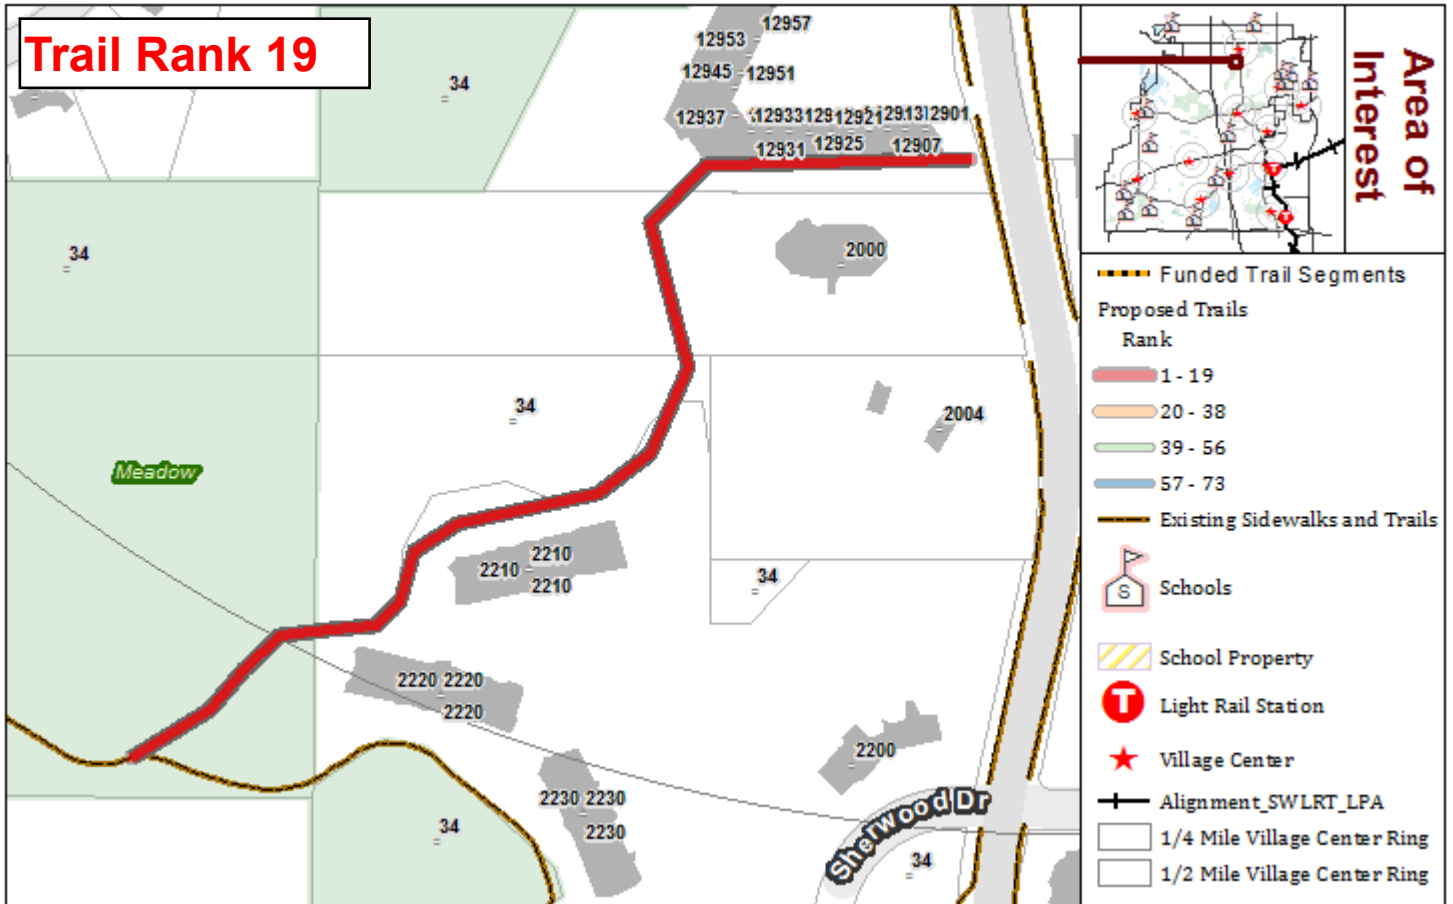 Trail Rank 19
34
12957
12953
12945
12951
12937
12933
12921
12901
12931
12925
12907
34
2000
34
2004
Meadow
2210
2210
2210
34
2220 2220
2220
2200
2230 2230
2230
34
Sherwood Dr
34
Area of
Interest
Funded Trail Segments
Proposed Trails
Rank
1 - 19
20 - 38
39 - 56
57 - 73
Existing Sidewalks and Trails
S
Schools
School Property
T
Light Rail Station
Village Center
Alignment_SWLRT_LPA
1/4 Mile Village Center Ring
1/2 Mile Village Center Ring